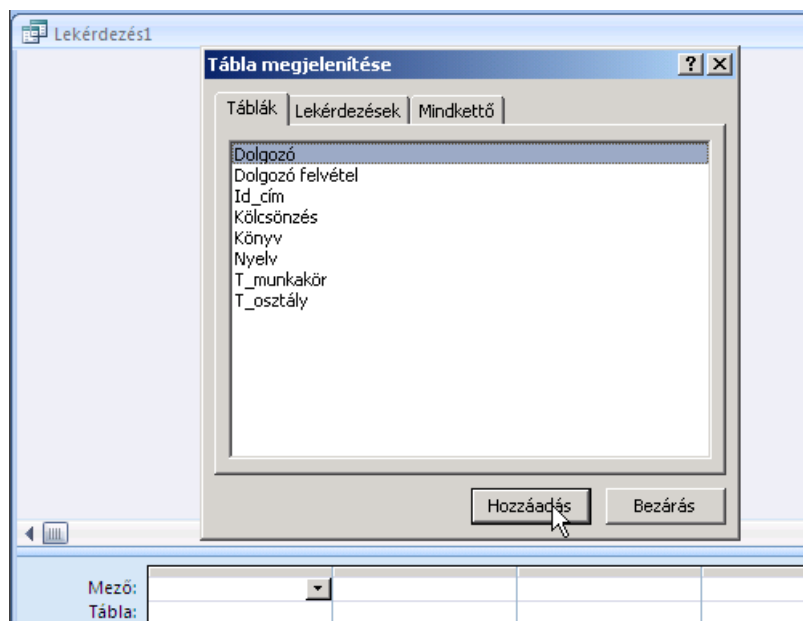 Lekérdezés1
Tábla megjelenítése
Táblák Lekérdezések Mindkettő
Dolgozó
Dolgozó felvétel
Id_cím
Kölcsönzés
Könyv
Nyelv
T_munkakör
T_osztály
Hozzáadás Bezárás
Mező:
Tábla: